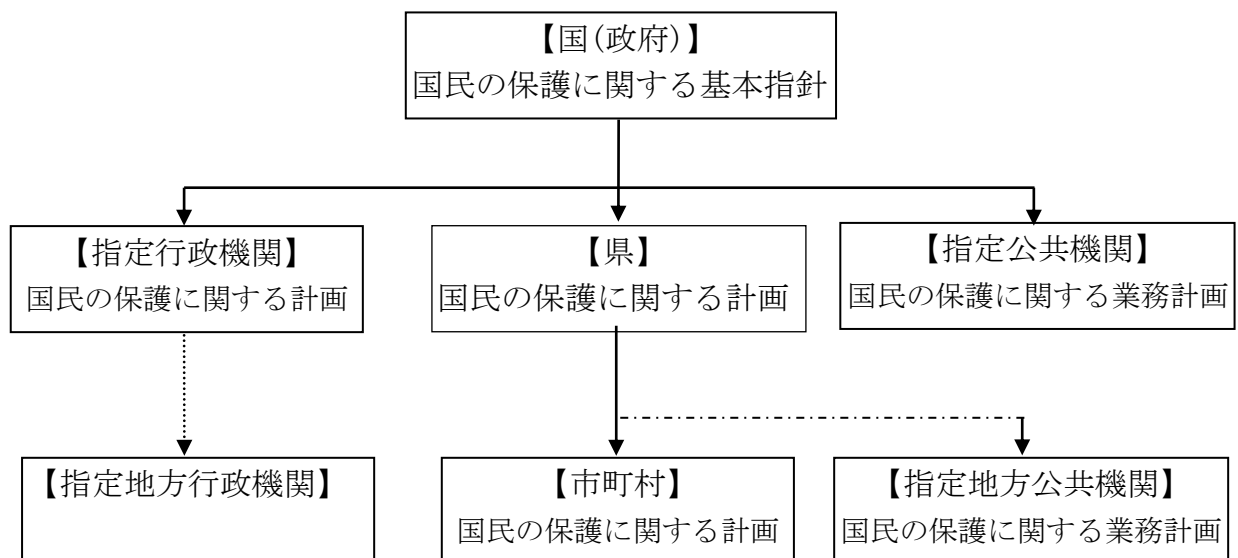 【国(政府)】
国民の保護に関する基本指針
【指定行政機関】
国民の保護に関する計画
【県】
国民の保護に関する計画
【指定公共機関】
国民の保護に関する業務計画
【指定地方行政機関】
【市町村】
国民の保護に関する計画
【指定地方公共機関】
国民の保護に関する業務計画